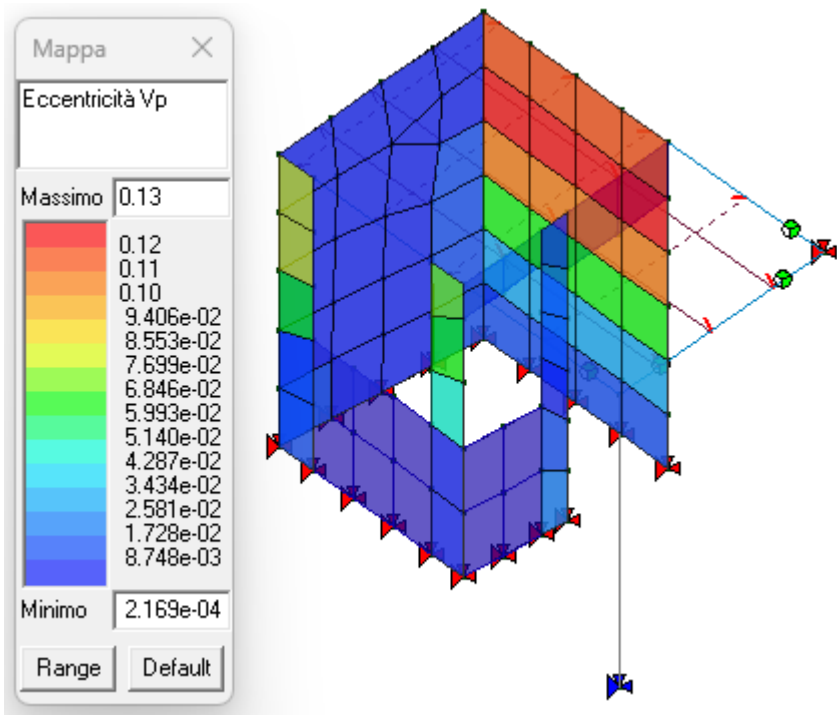 Mappa
Eccentricità Vp
Massimo 0.13
0.12
0.11
0.10
9.406e-02
8.553e-02
7.699e-02
6.846e-02
5.993e-02
5.140e-02
4.287e-02
3.434e-02
2.581e-02
1.728e-02
8.748e-03
Minimo 2.169e-04
Range Default